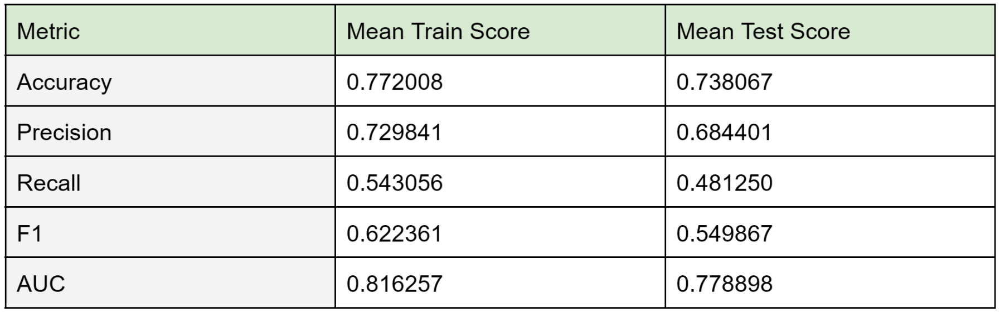 Metric Mean Train Score Mean Test Score
Accuracy 0.772008 0.738067
Precision 0.729841 0.684401
Recall 0.543056 0.481250
F1 0.622361 0.549867
AUC 0.816257 0.778898